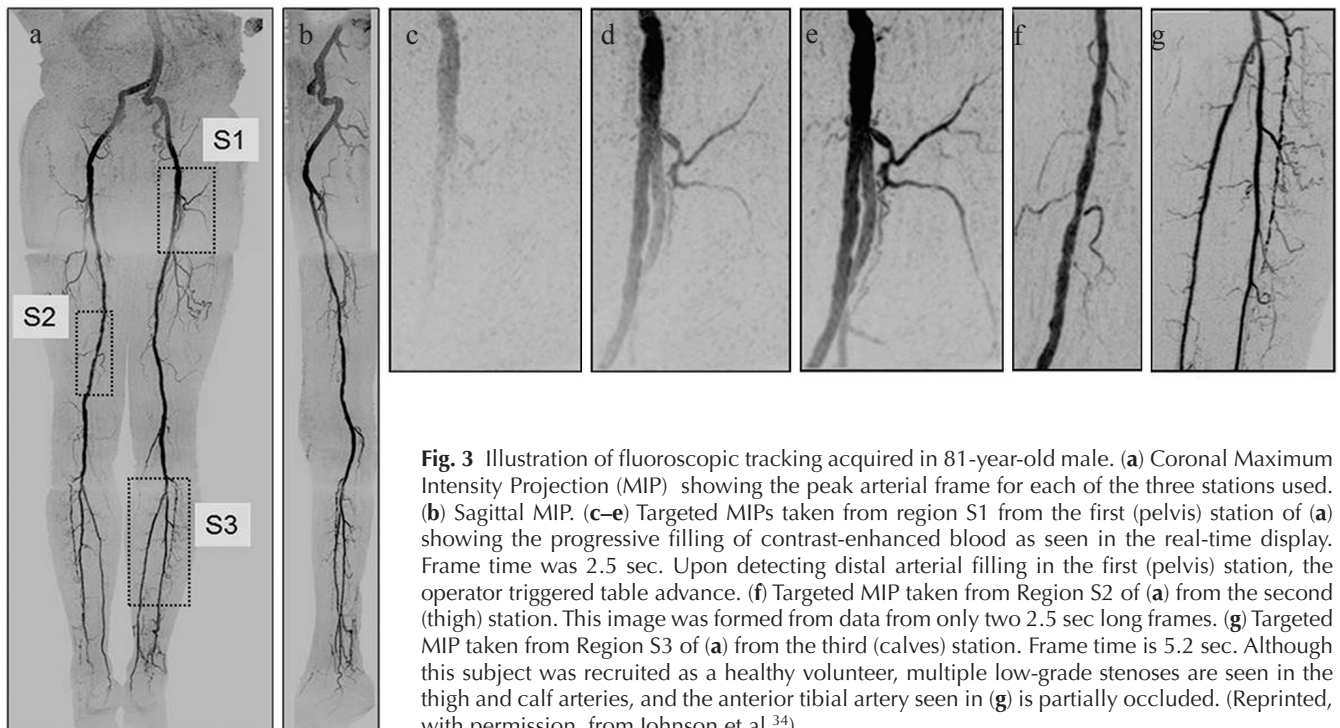 a
b
c
d
e
f
g
S1
S2
S3
Fig. 3 Illustration of fluoroscopic tracking acquired in 81-year-old male. (a) Coronal Maximum
Intensity Projection (MIP) showing the peak arterial frame for each of the three stations used.
(b) Sagittal MIP. (c–e) Targeted MIPs taken from region S1 from the first (pelvis) station of (a)
showing the progressive filling of contrast-enhanced blood as seen in the real-time display.
Frame time was 2.5 sec. Upon detecting distal arterial filling in the first (pelvis) station, the
operator triggered table advance. (f) Targeted MIP taken from Region S2 of (a) from the second
(thigh) station. This image was formed from data from only two 2.5 sec long frames. (g) Targeted
MIP taken from Region S3 of (a) from the third (calves) station. Frame time is 5.2 sec. Although
this subject was recruited as a healthy volunteer, multiple low-grade stenoses are seen in the
thigh and calf arteries, and the anterior tibial artery seen in (g) is partially occluded. (Reprinted,
with permission, from Johnson et al.34)